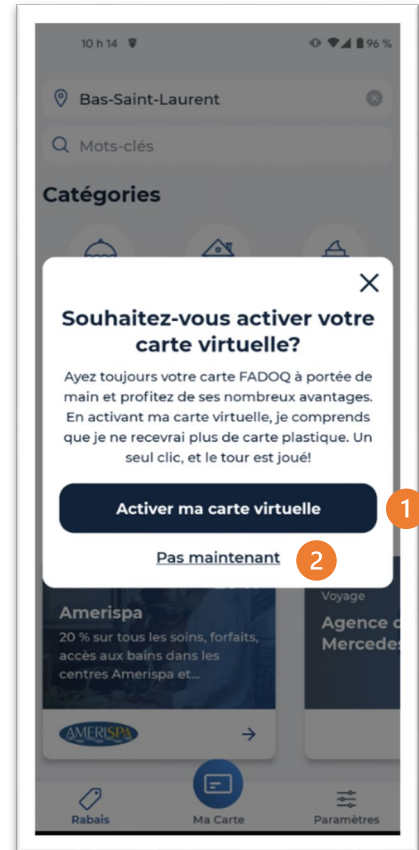 10 h 14
96 %
Bas-Saint-Laurent
Mots-clés
Catégories
Souhaitez-vous activer votre
carte virtuelle?
Ayez toujours votre carte FADOQ à portée de
main et profitez de ses nombreux avantages.
En activant ma carte virtuelle, je comprends
que je ne recevrai plus de carte plastique. Un
seul clic, et le tour est joué!
Activer ma carte virtuelle
1
Pas maintenant
2
Amerispa
20 % sur tous les soins, forfaits,
accès aux bains dans les
centres Amerispa et...
AMERISPA
Voyage
Agence
Mercede
Rabais
Ma Carte
Paramètres